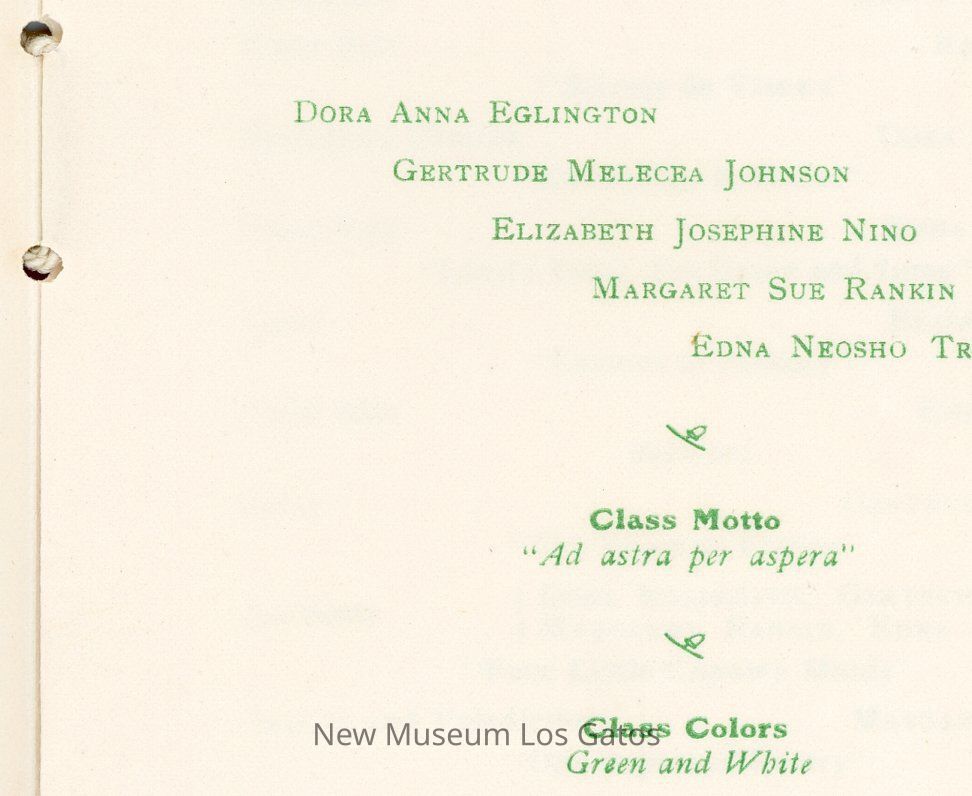 DORA ANNA EGLINGTON
GERTRUDE MELECEA JOHNSON
ELIZABETH JOSEPHINE NINO
MARGARET SUE RANKIN
EDNA NEOSHO TR
Class Motto
"Ad astra per aspera"
Class Colors
New Museum Los Gatos
Green and White